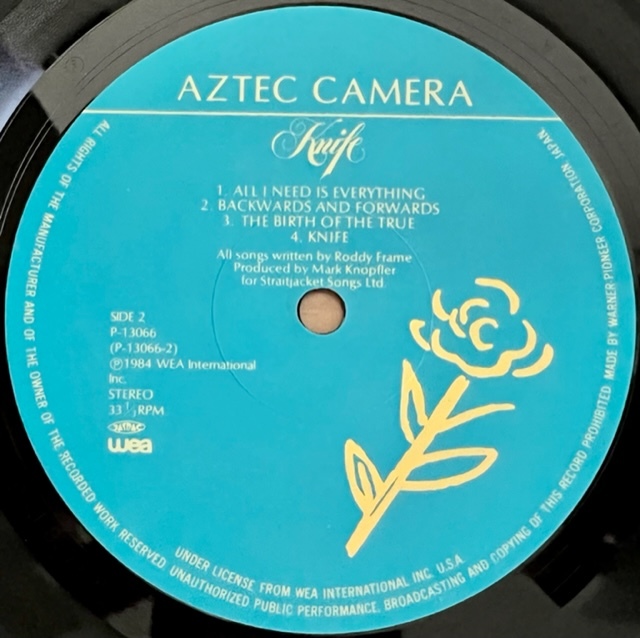 AZTEC CAMERA
Knife
1. ALL I NEED IS EVERYTHING
2. BACKWARDS AND FORWARDS
3. THE BIRTH OF THE TRUE
4. KNIFE
All songs written by Roddy Frame
Produced by Mark Knopfler
for Straitjacket Songs Ltd
SIDE 2
P-13066
(P-13066-2)
Ⓟ1984 WEA International
Inc.
STEREO
33 ⅓ RPM
wea
ALL RIGHTS OF THE MANUFACTURER AND OF THE OWNER OF THE RECORDED WORK RESERVED. UNAUTHORIZED PUBLIC PERFORMANCE, BROADCASTING AND COPYING OF THIS RECORD PROHIBITED. MADE BY WARNER-PIONEER CORPORATION JAPAN
UNDER LICENSE FROM WEA INTERNATIONAL INC. U.S.A.